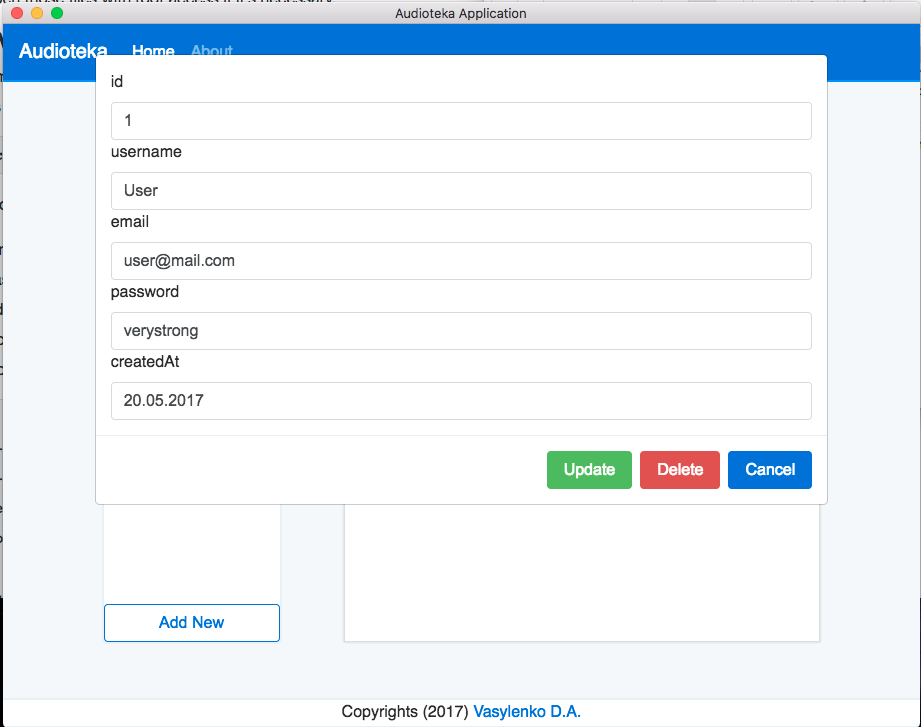 Audioteka Application
Audioteka Home About
id
1
username
User
email
user@mail.com
password
verystrong
createdAt
20.05.2017
Update Delete Cancel
Add New
Copyrights (2017) Vasylenko D.A.